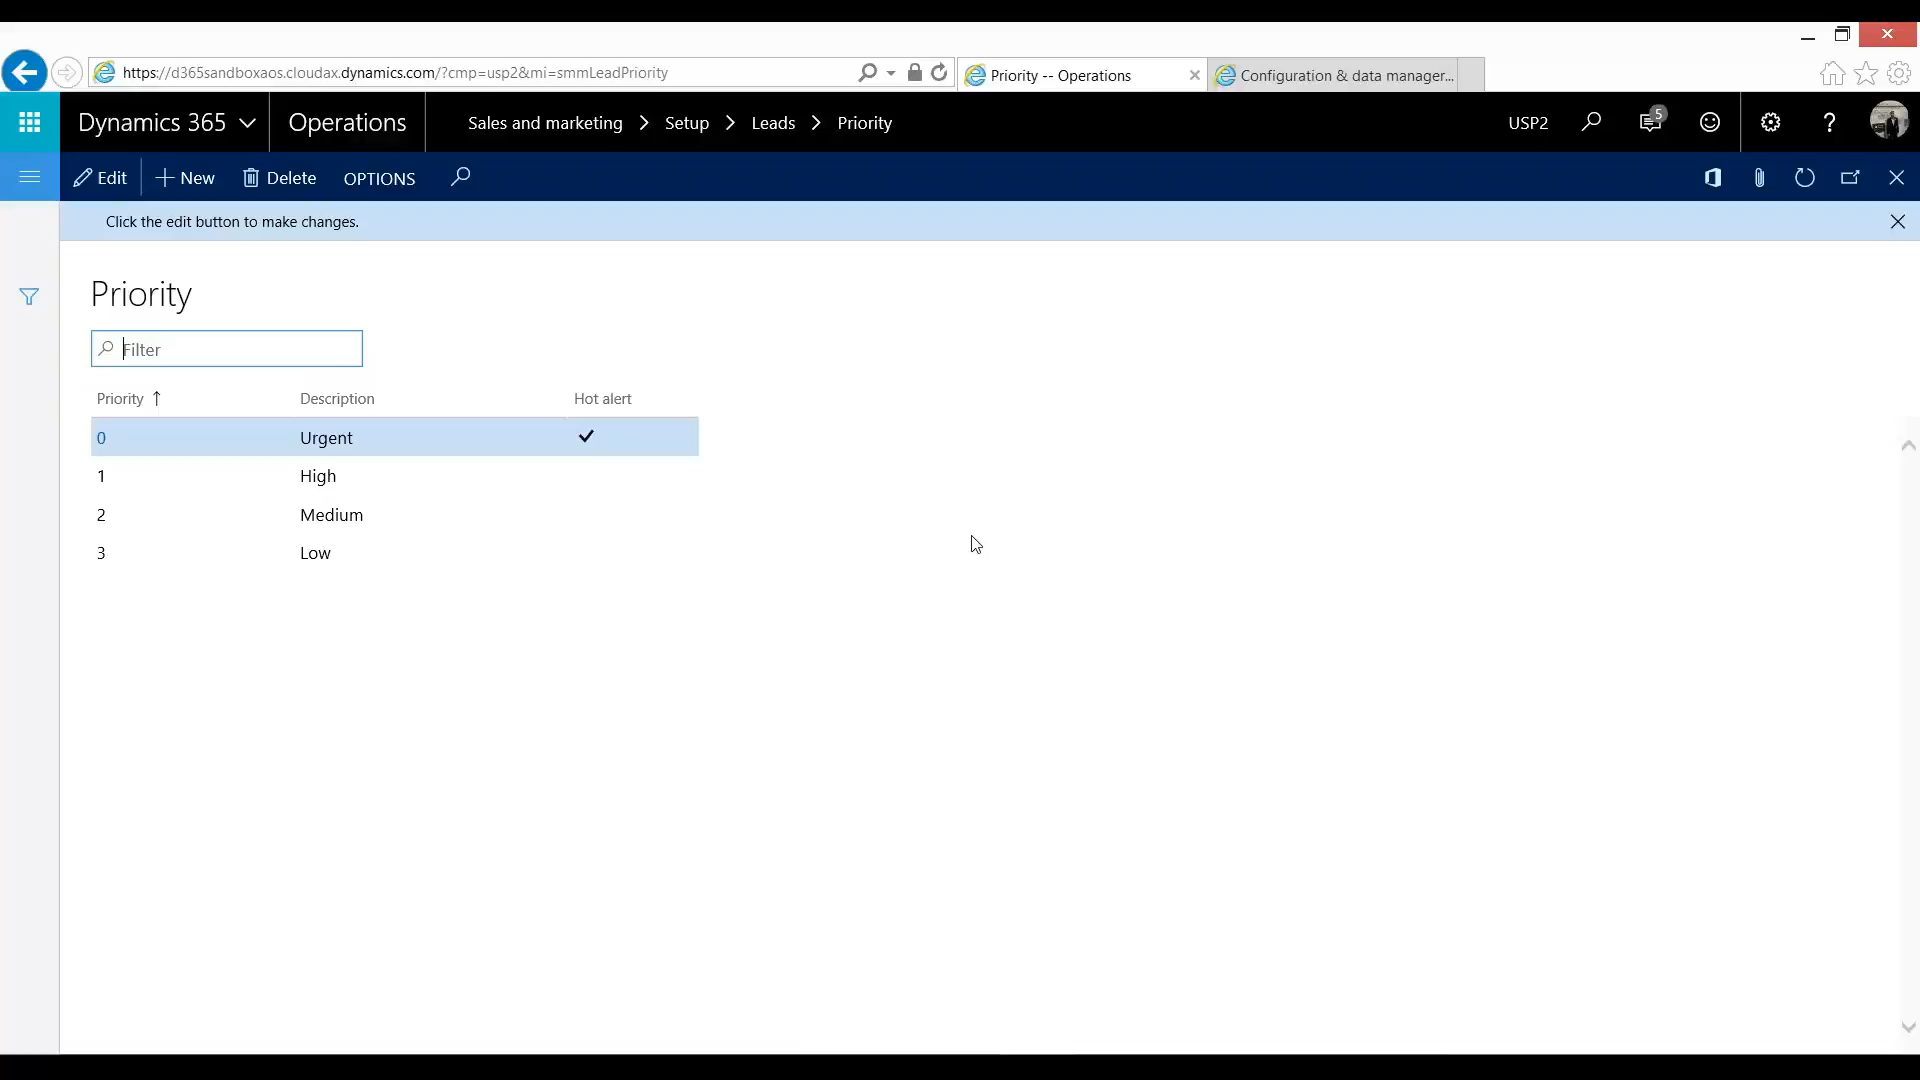 https://d365sandboxaos.cloudax.dynamics.com/?cmp=usp2&mi=smmLeadPriority
Priority -- Operations
Configuration & data manager...
Dynamics 365
Operations
Sales and marketing > Setup > Leads > Priority
USP2
5
?
Edit
New
Delete
OPTIONS
Click the edit button to make changes.
Priority
Filter
Priority Description Hot alert
0 Urgent
1 High
2 Medium
3 Low